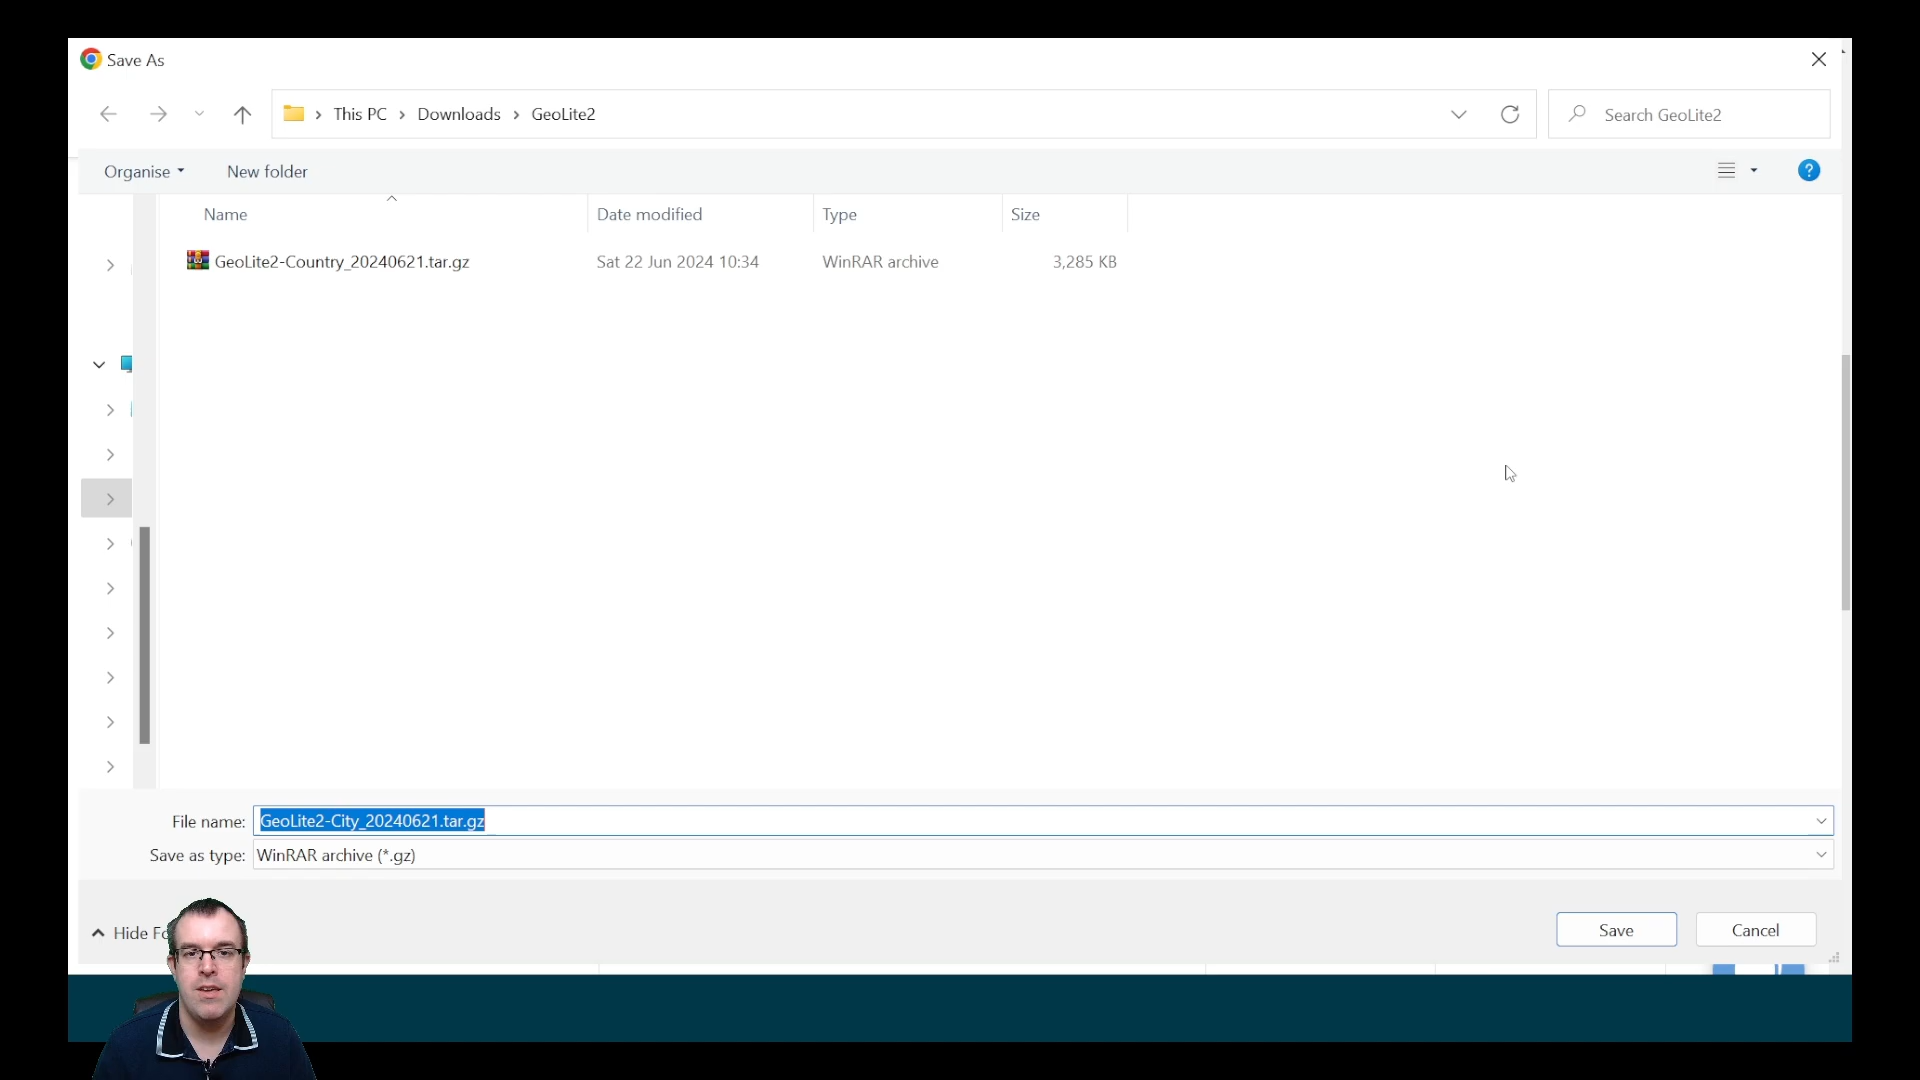 Save As
This PC > Downloads > GeoLite2
Search GeoLite2
Organise
New folder
?
Name Date modified Type Size
GeoLite2-Country_20240621.tar.gz Sat 22 Jun 2024 10:34 WinRAR archive 3,285 KB
File name: GeoLite2-City_20240621.tar.gz
Save as type: WinRAR archive (*.gz)
Hide Fo
Save
Cancel